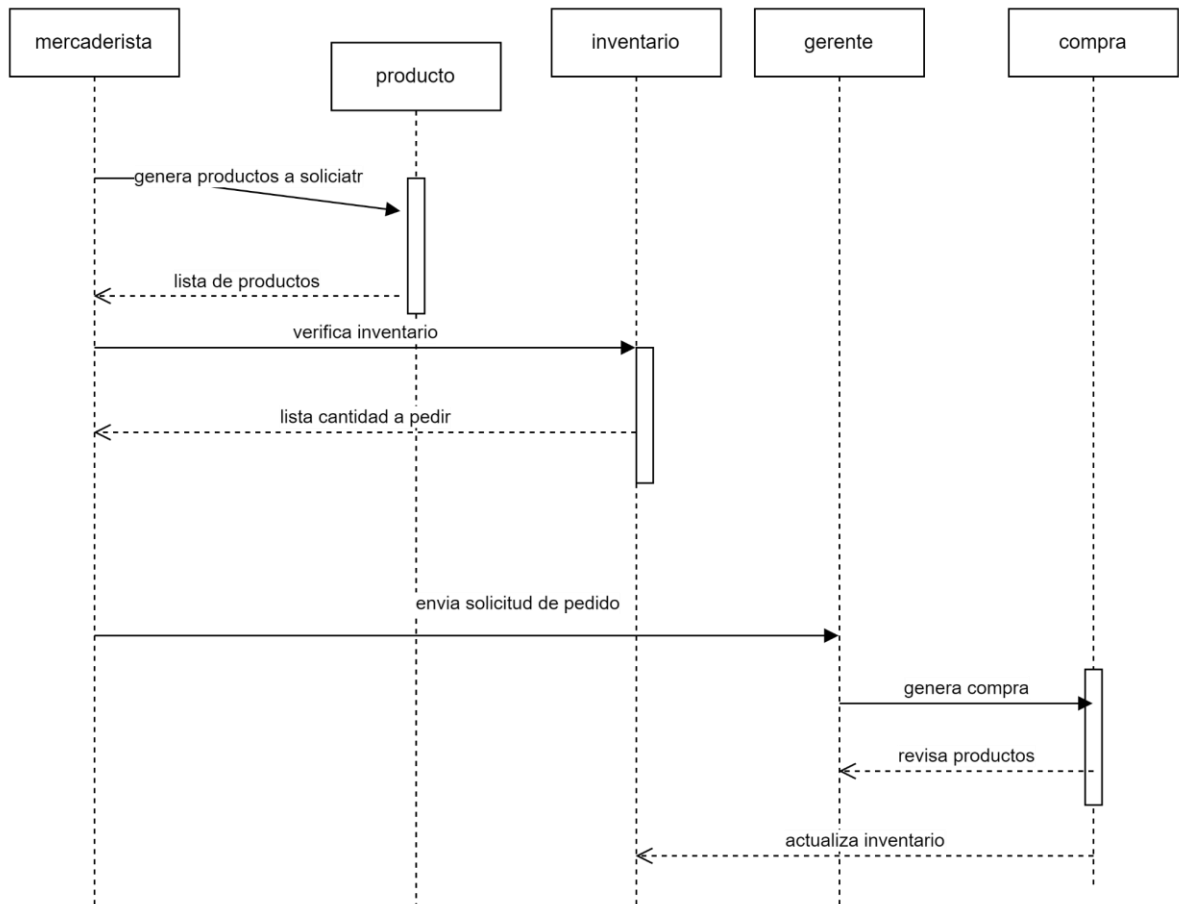 mercaderista
producto
inventario
gerente
compra
genera productos a soliciatr
lista de productos
verifica inventario
lista cantidad a pedir
envia solicitud de pedido
genera compra
revisa productos
actualiza inventario